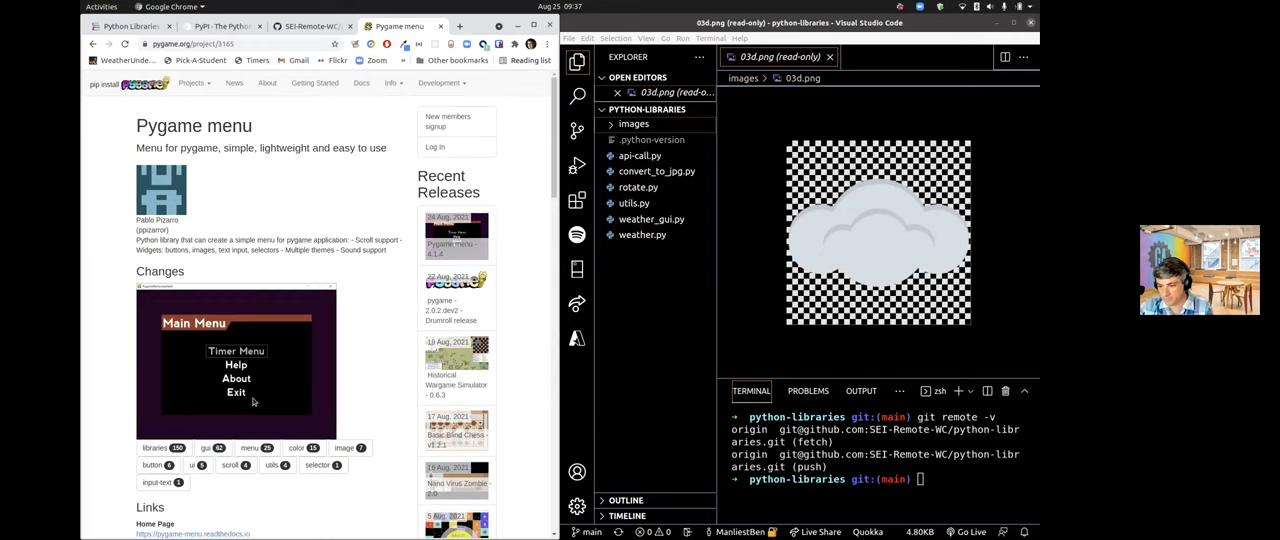 Activities
Google Chrome
Aug 25 09:37
Python Libraries
PyPI · The Python
SEI-Remote-WC/
Pygame menu
pygame.org/project/3165
WeatherUnde...
Pick-A-Student
Timers
Gmail
Flickr
Zoom
Other bookmarks
Reading list
pip install
Projects
News
About
Getting Started
Docs
Info
Development
Pygame menu
Menu for pygame, simple, lightweight and easy to use
Pablo Pizarro
(ppizarror)
Python library that can create a simple menu for pygame application: - Scroll support -
Widgets: buttons, images, text input, selectors - Multiple themes - Sound support
Changes
Main Menu
Timer Menu
Help
About
Exit
libraries 150
gui 62
menu 25
color 15
image 7
button 6
ui 5
scroll 4
utils 4
selector 1
input-text 1
Links
Home Page
https://pygame-menu.readthedocs.io
New members
signup
Log In
Recent
Releases
24 Aug, 2021
Pygame menu -
4.1.4
22 Aug, 2021
pygame -
2.0.2.dev2 -
Drumroll release
19 Aug, 2021
Historical
Wargame Simulator -
0.6.3
17 Aug, 2021
Basic Blind Chess -
v1.2.1
16 Aug, 2021
Nano Virus Zombie -
2.0
5 Aug, 2021
03d.png (read-only) - python-libraries - Visual Studio Code
File Edit Selection View Go Run Terminal Help
EXPLORER
OPEN EDITORS
03d.png (read-o...
PYTHON-LIBRARIES
images
.python-version
api-call.py
convert_to_jpg.py
rotate.py
utils.py
weather_gui.py
weather.py
OUTLINE
TIMELINE
03d.png (read-only)
images > 03d.png
TERMINAL
PROBLEMS
OUTPUT
zsh
➜ python-libraries git:(main) git remote -v
origin git@github.com:SEI-Remote-WC/python-libr
aries.git (fetch)
origin git@github.com:SEI-Remote-WC/python-libr
aries.git (push)
➜ python-libraries git:(main)
main
0
0
ManliestBen
Live Share
Quokka
4.80KB
Go Live